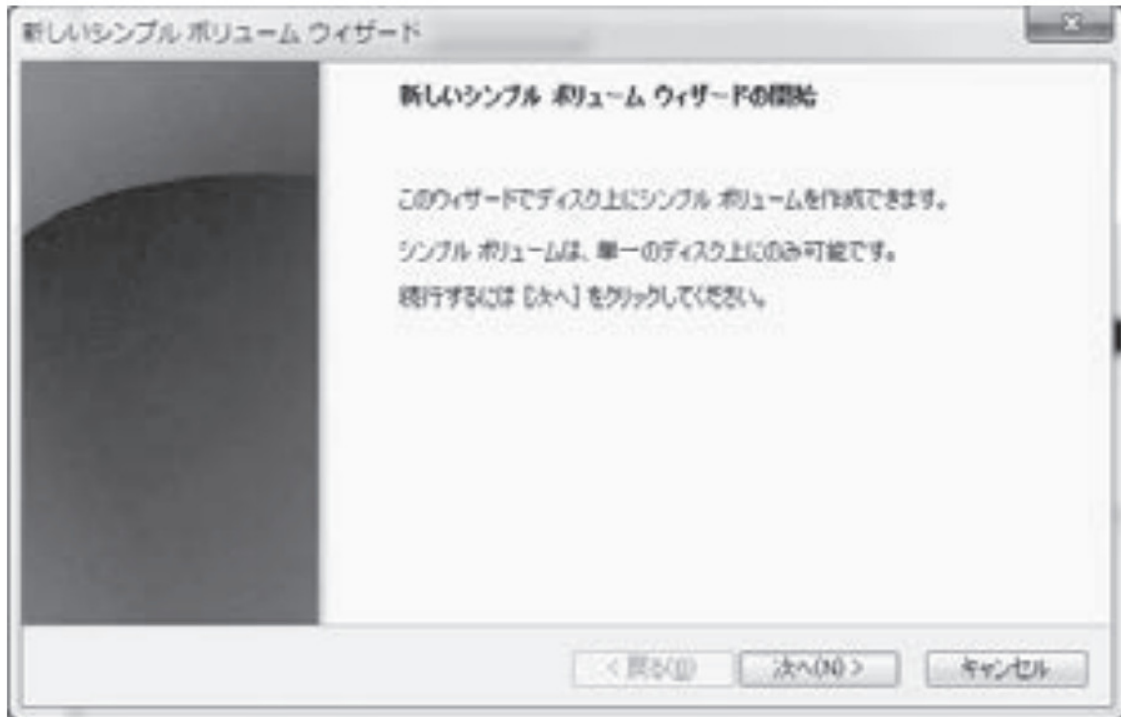 新しいシンプル ボリューム ウィザード
新しいシンプル ボリューム ウィザードの開始
このウィザードでディスク上にシンプル ボリュームを作成できます。
シンプル ボリュームは、単一のディスク上にのみ可能です。
続行するには [次へ] をクリックしてください。
< 戻る(B) 次へ(N) > キャンセル